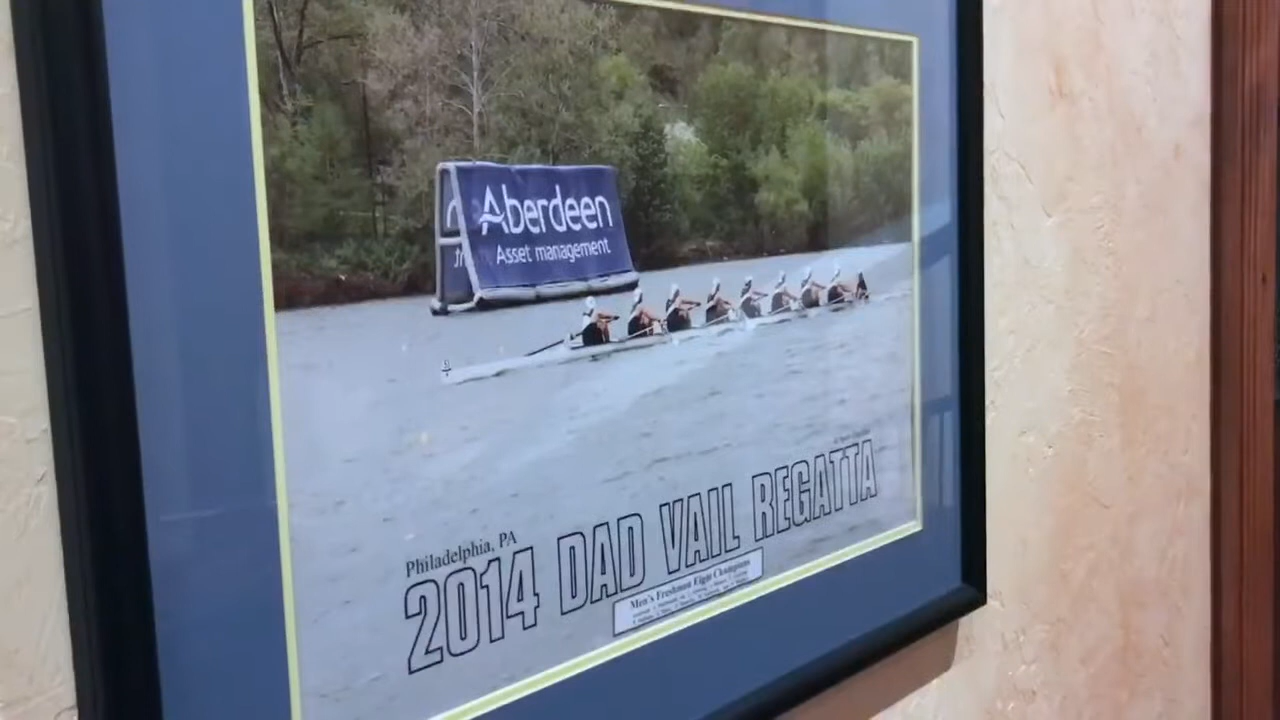 Aberdeen
Asset management
Philadelphia, PA
2014 DAD VAIL REGATTA
Men's Freshman Eight Champions